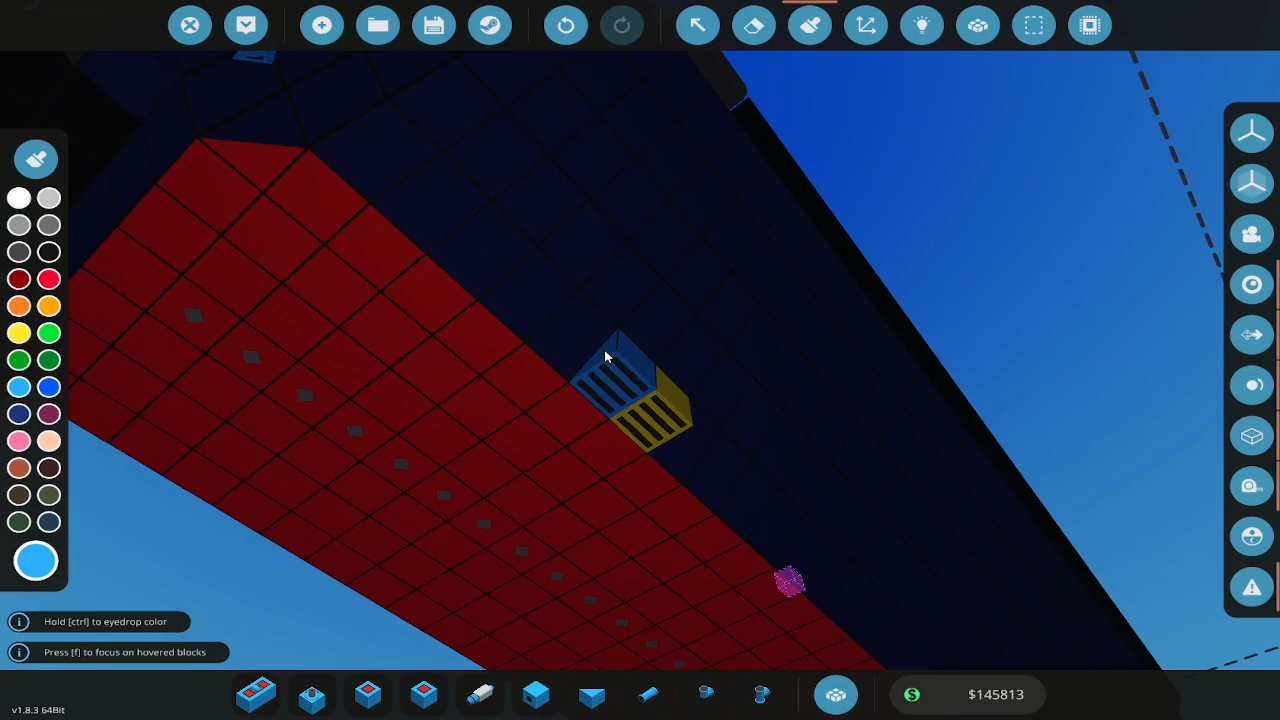 Hold [ctrl] to eyedrop color
Press [f] to focus on hovered blocks
$145813
v1.8.3 64Bit